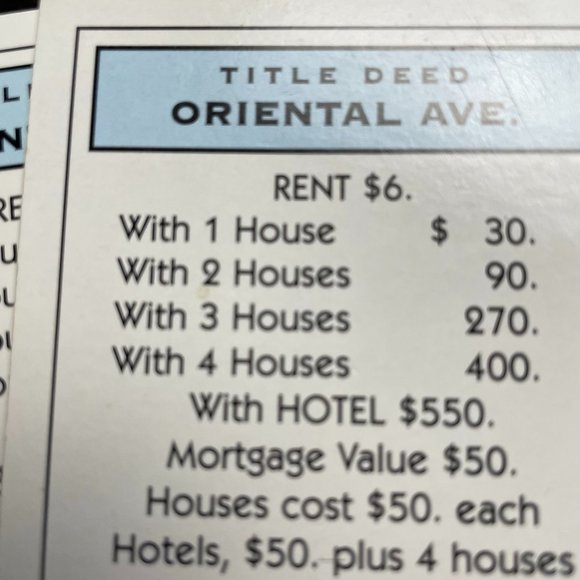 TITLE DEED
ORIENTAL AVE.
RENT $6.
With 1 House $ 30.
With 2 Houses 90.
With 3 Houses 270.
With 4 Houses 400.
With HOTEL $550.
Mortgage Value $50.
Houses cost $50. each
Hotels, $50. plus 4 houses